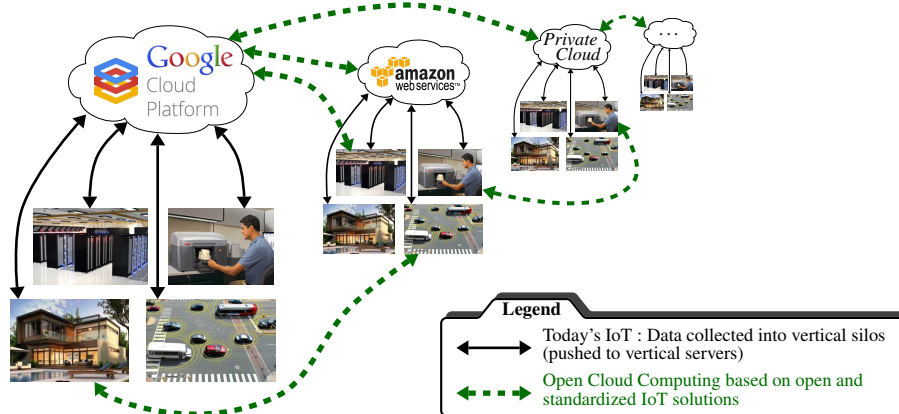 Google
Cloud
Platform
amazon
web services™
Private
Cloud
...
Legend
Today's IoT : Data collected into vertical silos
(pushed to vertical servers)
Open Cloud Computing based on open and
standardized IoT solutions